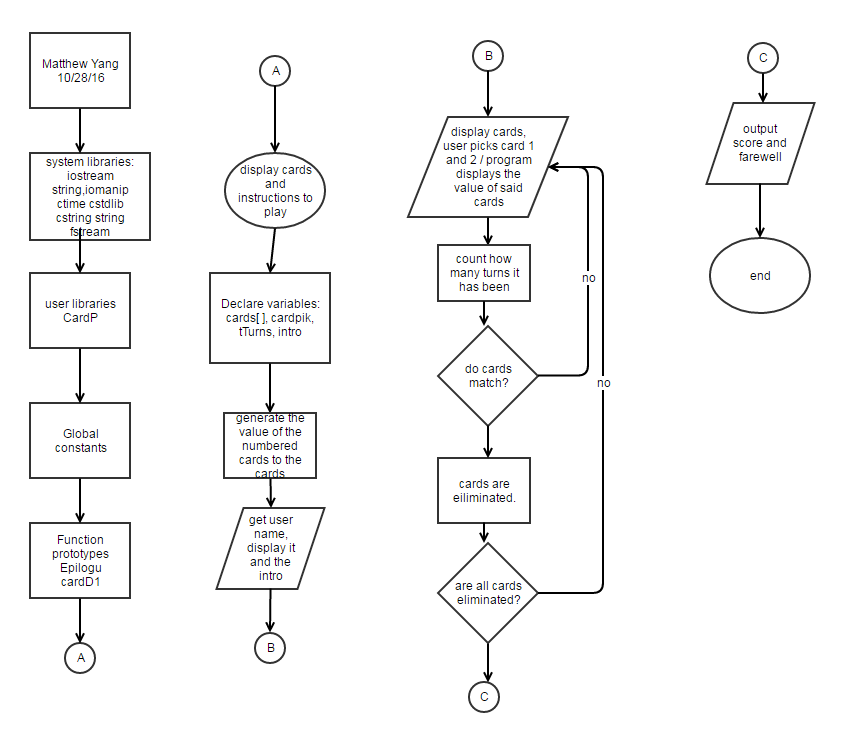 Matthew Yang
10/28/16
system libraries:
iostream
string,iomanip
ctime cstdlib
cstring string
fstream
user libraries
CardP
Global
constants
Function
prototypes
Epilogu
cardD1
A
A
display cards
and
instructions to
play
Declare variables:
cards[ ], cardpik,
tTurns, intro
generate the
value of the
numbered
cards to the
cards
get user
name,
display it
and the
intro
B
B
display cards,
user picks card 1
and 2 / program
displays the
value of said
cards
count how
many turns it
has been
do cards
match?
no
cards are
eiliminated.
are all cards
eliminated?
no
C
C
output
score and
farewell
end